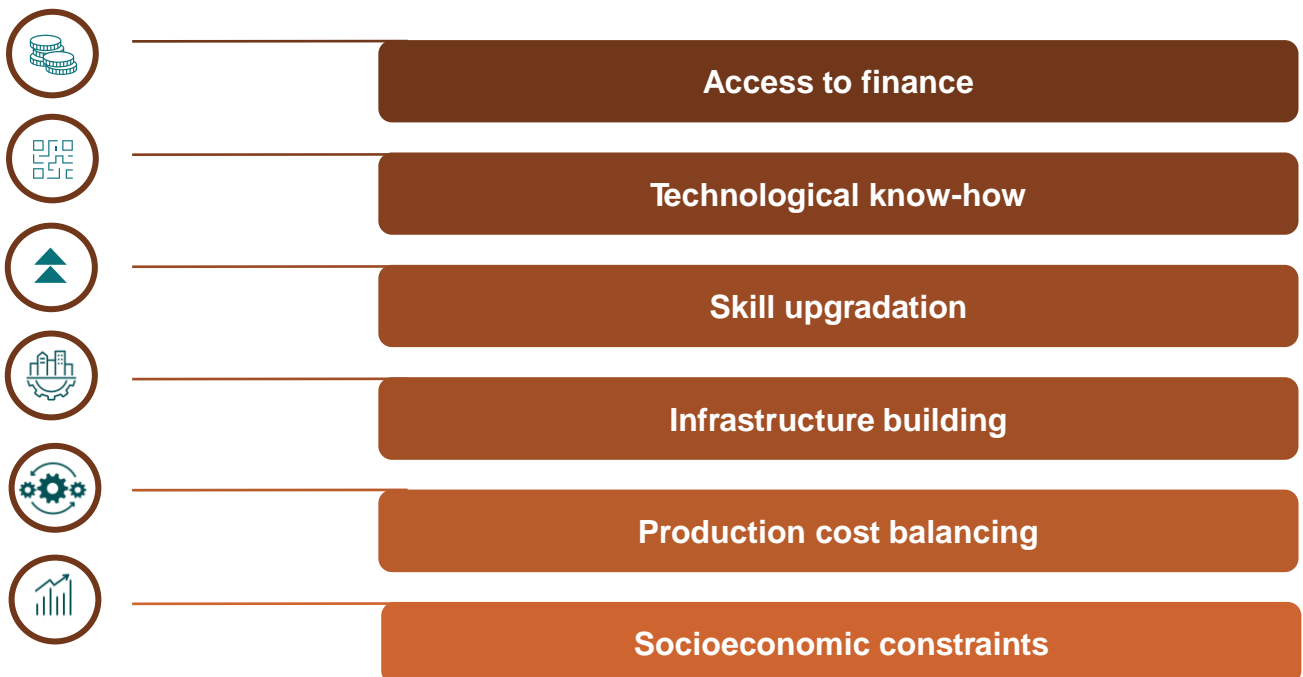 Access to finance
Technological know-how
Skill upgradation
Infrastructure building
Production cost balancing
Socioeconomic constraints